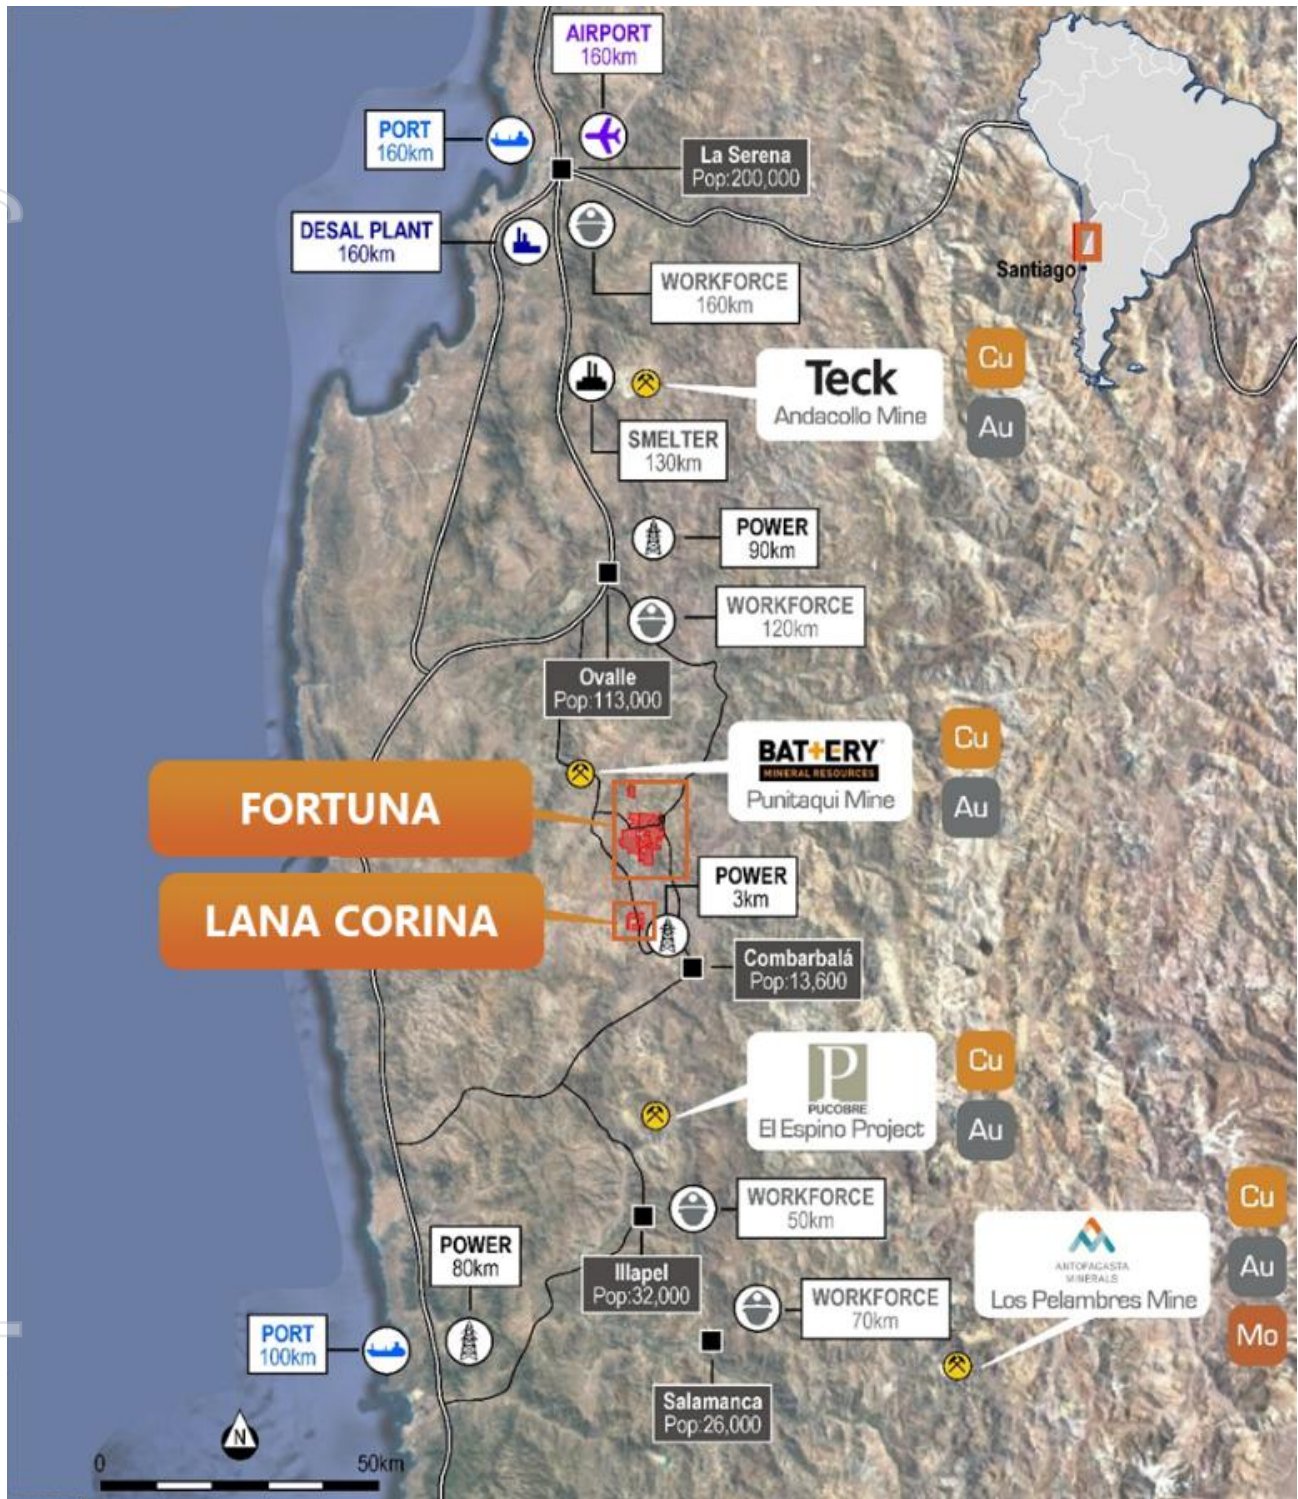 AIRPORT
160km
PORT
160km
La Serena
Pop:200,000
DESAL PLANT
160km
Santiago
WORKFORCE
160km
Teck
Andacollo Mine
Cu
Au
SMELTER
130km
POWER
90km
WORKFORCE
120km
Ovalle
Pop:113,000
BATTERY
MINERAL RESOURCES
Punitaqui Mine
Cu
Au
FORTUNA
POWER
3km
LANA CORINA
Combarbalá
Pop:13,600
P
PUCOBRE
El Espino Project
Cu
Au
WORKFORCE
50km
Cu
Au
Mo
ANTOFAGASTA
MINERALS
Los Pelambres Mine
POWER
80km
Illapel
Pop:32,000
WORKFORCE
70km
PORT
100km
Salamanca
Pop:26,000
N
0 50km